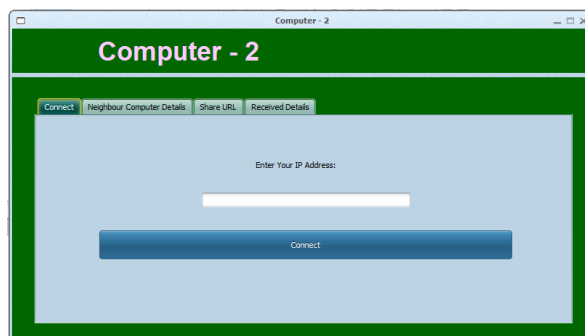 Computer - 2
Computer - 2
Connect Neighbour Computer Details Share URL Received Details
Enter Your IP Address:
Connect